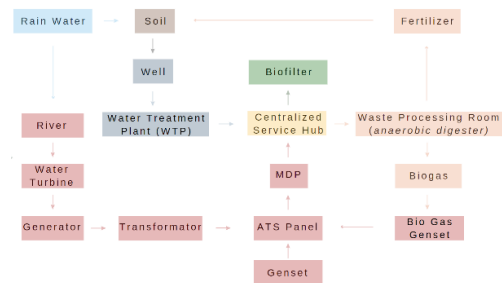 Rain Water
Soil
Fertilizer
Well
Biofilter
River
Water Treatment
Plant (WTP)
Centralized
Service Hub
Waste Processing Room
(anaerobic digester)
Water
Turbine
MDP
Biogas
Generator
Transformator
ATS Panel
Bio Gas
Genset
Genset